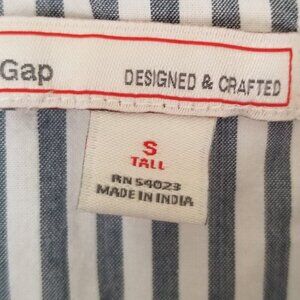 Gap DESIGNED & CRAFTED
S
TALL
RN 54023
MADE IN INDIA